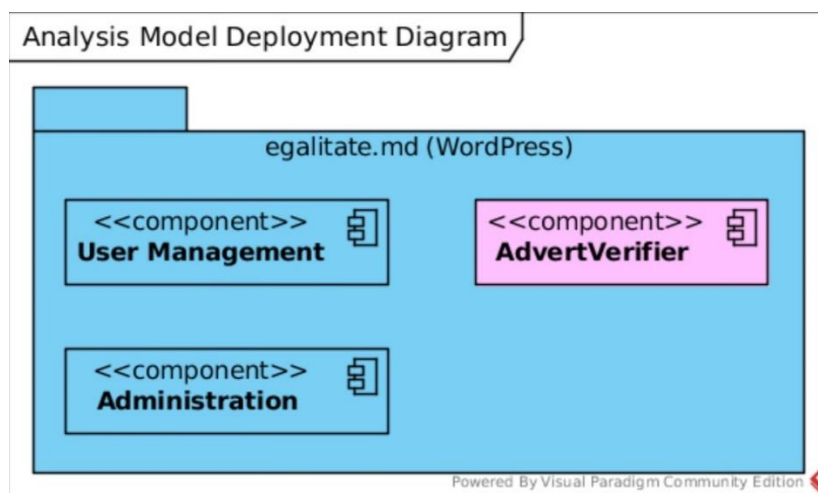 Analysis Model Deployment Diagram
egalitate.md (WordPress)
<<component>>
User Management
<<component>>
AdvertVerifier
<<component>>
Administration
Powered By Visual Paradigm Community Edition